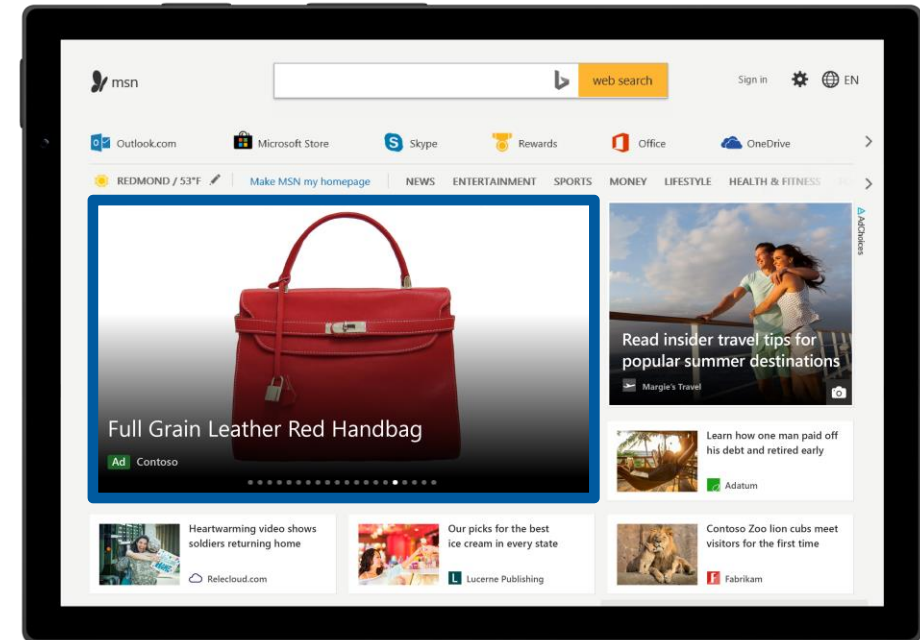 msn
web search
Sign in
EN
Outlook.com
Microsoft Store
Skype
Rewards
Office
OneDrive
REDMOND / 53°F
Make MSN my homepage
NEWS
ENTERTAINMENT
SPORTS
MONEY
LIFESTYLE
HEALTH & FITNESS
Full Grain Leather Red Handbag
Ad Contoso
AdChoices
Read insider travel tips for
popular summer destinations
Margie's Travel
Learn how one man paid off
his debt and retired early
Adatum
Heartwarming video shows
soldiers returning home
Relecloud.com
Our picks for the best
ice cream in every state
L Lucerne Publishing
Contoso Zoo lion cubs meet
visitors for the first time
Fabrikam